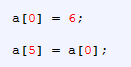 a[0] = 6;
a[5] = a[0];